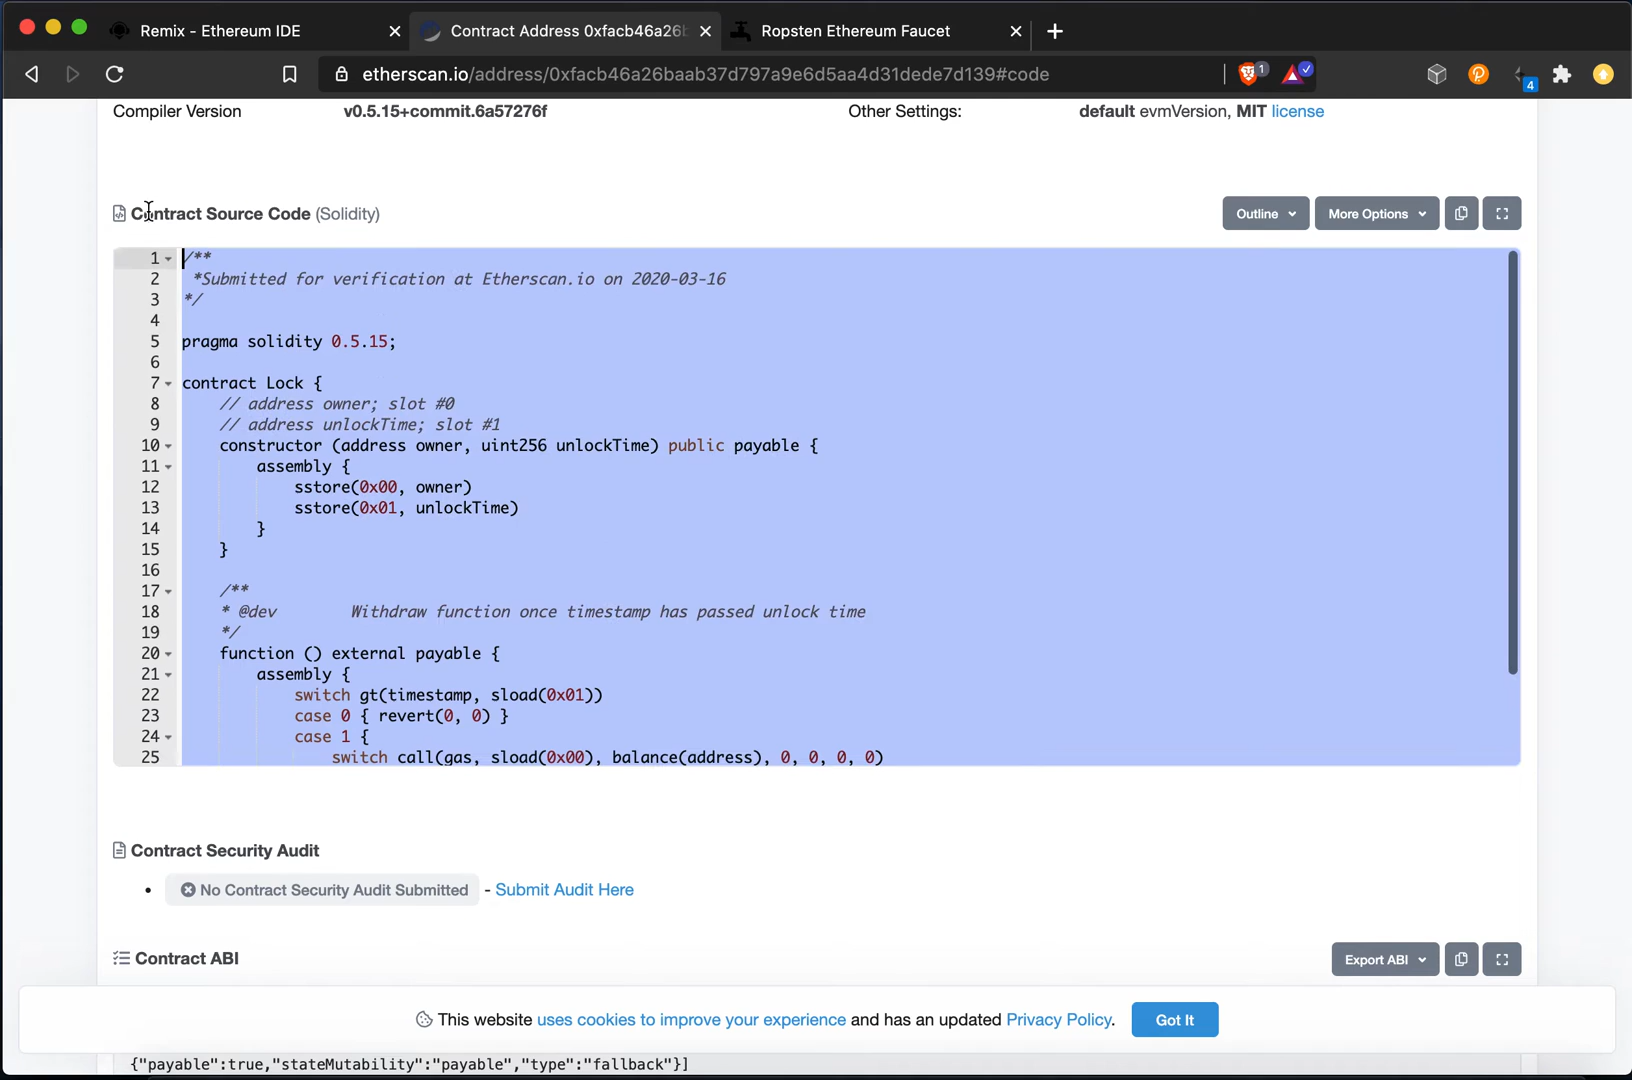 Remix - Ethereum IDE
Contract Address 0xfacb46a26b
Ropsten Ethereum Faucet
etherscan.io/address/0xfacb46a26baab37d797a9e6d5aa4d31dede7d139#code
1
4
Compiler Version v0.5.15+commit.6a57276f Other Settings: default evmVersion, MIT license
Contract Source Code (Solidity) Outline More Options
1 /**
2 *Submitted for verification at Etherscan.io on 2020-03-16
3 */
4
5 pragma solidity 0.5.15;
6
7 contract Lock {
8 // address owner; slot #0
9 // address unlockTime; slot #1
10 constructor (address owner, uint256 unlockTime) public payable {
11 assembly {
12 sstore(0x00, owner)
13 sstore(0x01, unlockTime)
14 }
15 }
16
17 /**
18 * @dev Withdraw function once timestamp has passed unlock time
19 */
20 function () external payable {
21 assembly {
22 switch gt(timestamp, sload(0x01))
23 case 0 { revert(0, 0) }
24 case 1 {
25 switch call(gas, sload(0x00), balance(address), 0, 0, 0, 0)
Contract Security Audit
No Contract Security Audit Submitted - Submit Audit Here
Contract ABI Export ABI
This website uses cookies to improve your experience and has an updated Privacy Policy. Got It
{"payable":true,"stateMutability":"payable","type":"fallback"}]